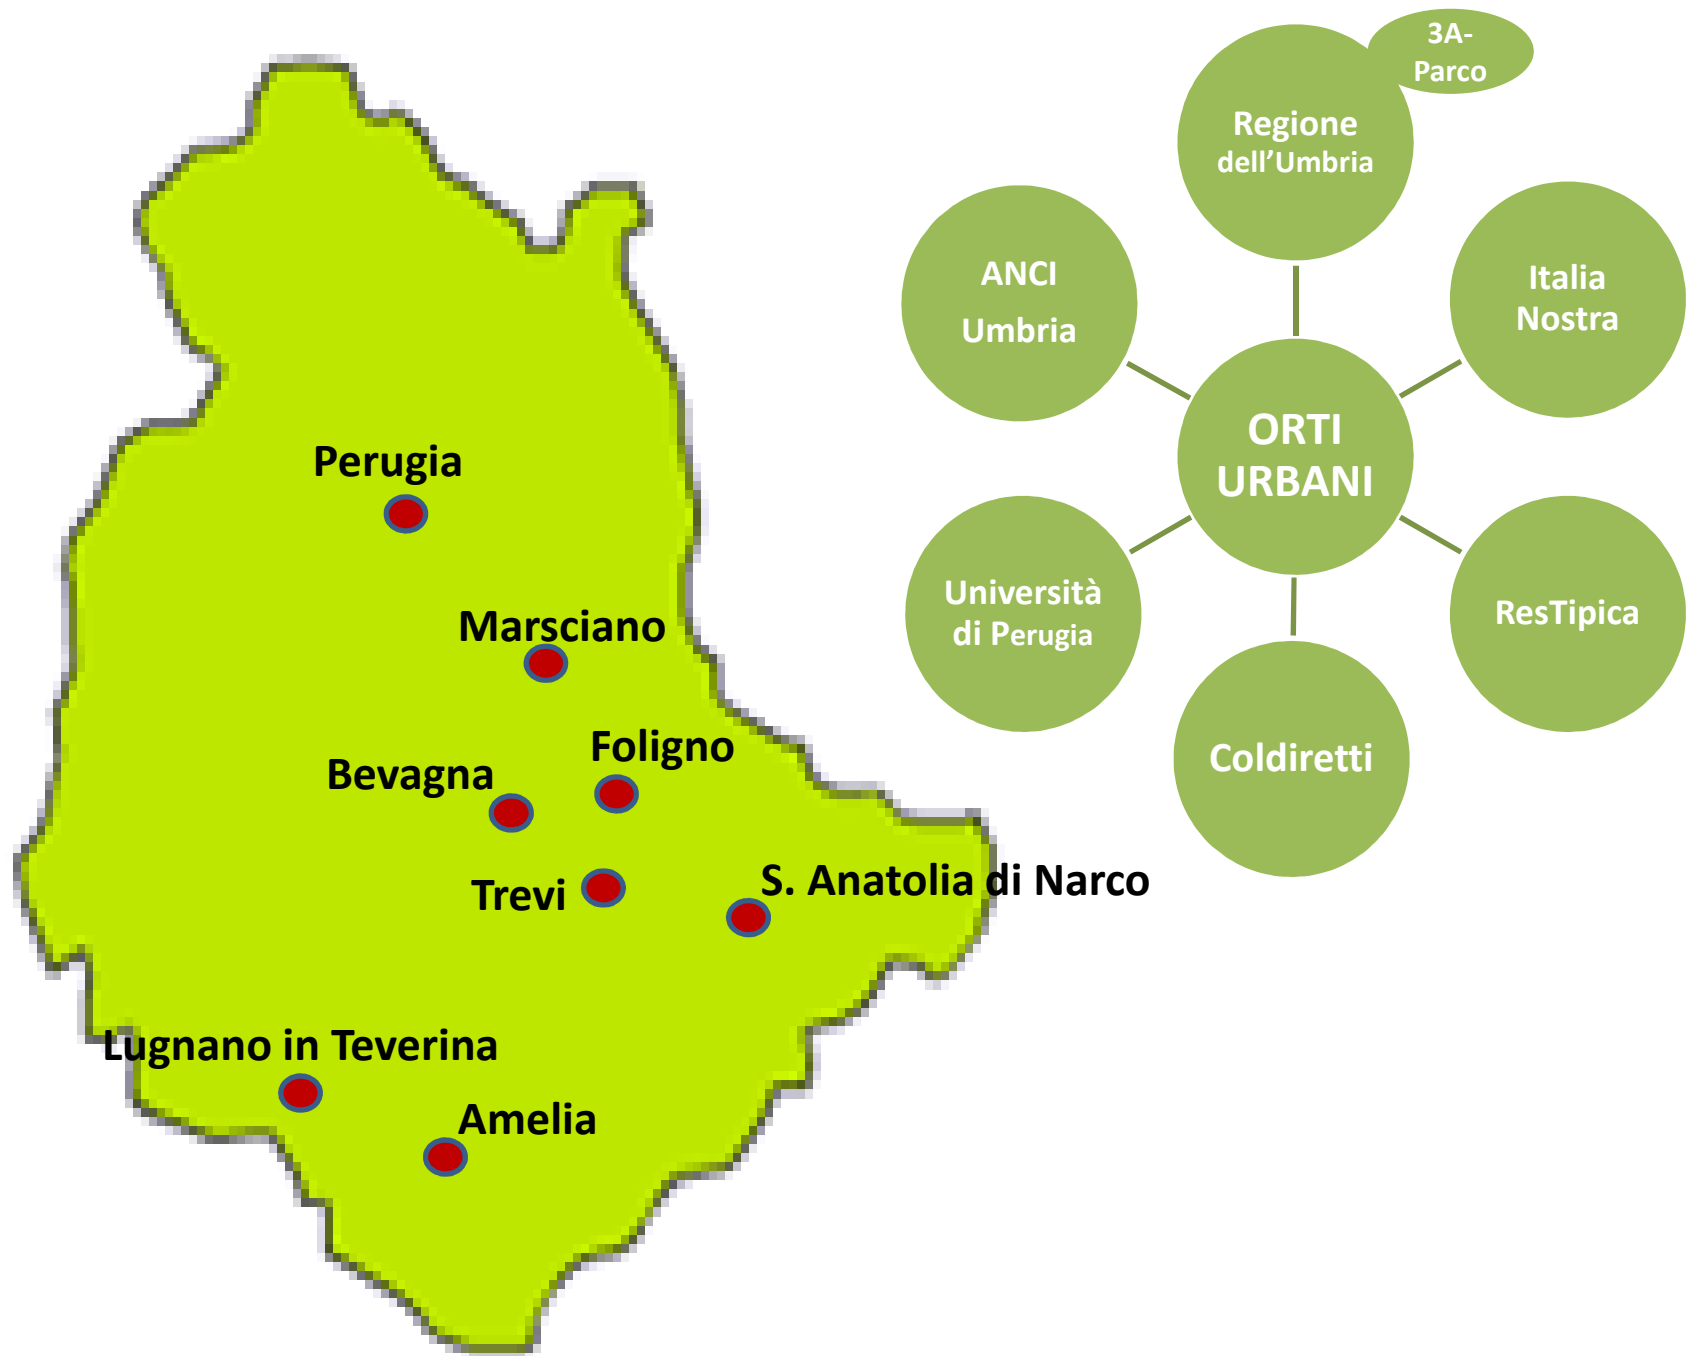 Perugia
Marsciano
Foligno
Bevagna
Trevi
S. Anatolia di Narco
Lugnano in Teverina
Amelia
3A-
Parco
Regione
dell'Umbria
ANCI
Umbria
Italia
Nostra
ORTI
URBANI
Università
di Perugia
ResTipica
Coldiretti